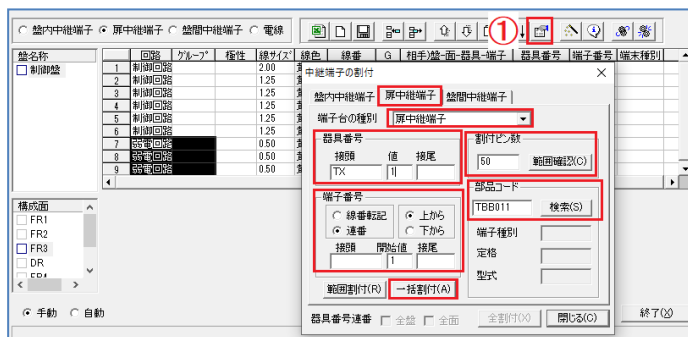 盤内中継端子 扉中継端子 盤間中継端子 電線
①
盤名称
制御盤
回路 グループ 極性 線サイズ 線色 線番 G 相手)盤-面-器具-端子 器具番号 端子番号 端末種別
1 制御回路 2.00
2 制御回路 1.25
3 制御回路 1.25
4 制御回路 1.25
5 制御回路 1.25
6 制御回路 1.25
7 弱電回路 0.50
8 弱電回路 0.50
9 弱電回路 0.50
構成面
FR1
FR2
FR3
DR
手動 自動
終了(X)
中継端子の割付
盤内中継端子 扉中継端子 盤間中継端子
端子台の種別 扉中継端子
器具番号
接頭 値 接尾
TX 1
割付ピン数
50 範囲確認(C)
端子番号
線番転記 上から
連番 下から
接頭 開始値 接尾
1
部品コード
TBB011 検索(S)
端子種別
定格
型式
範囲割付(R) 一括割付(A)
器具番号連番 全盤 全面 全割付(X) 閉じる(C)